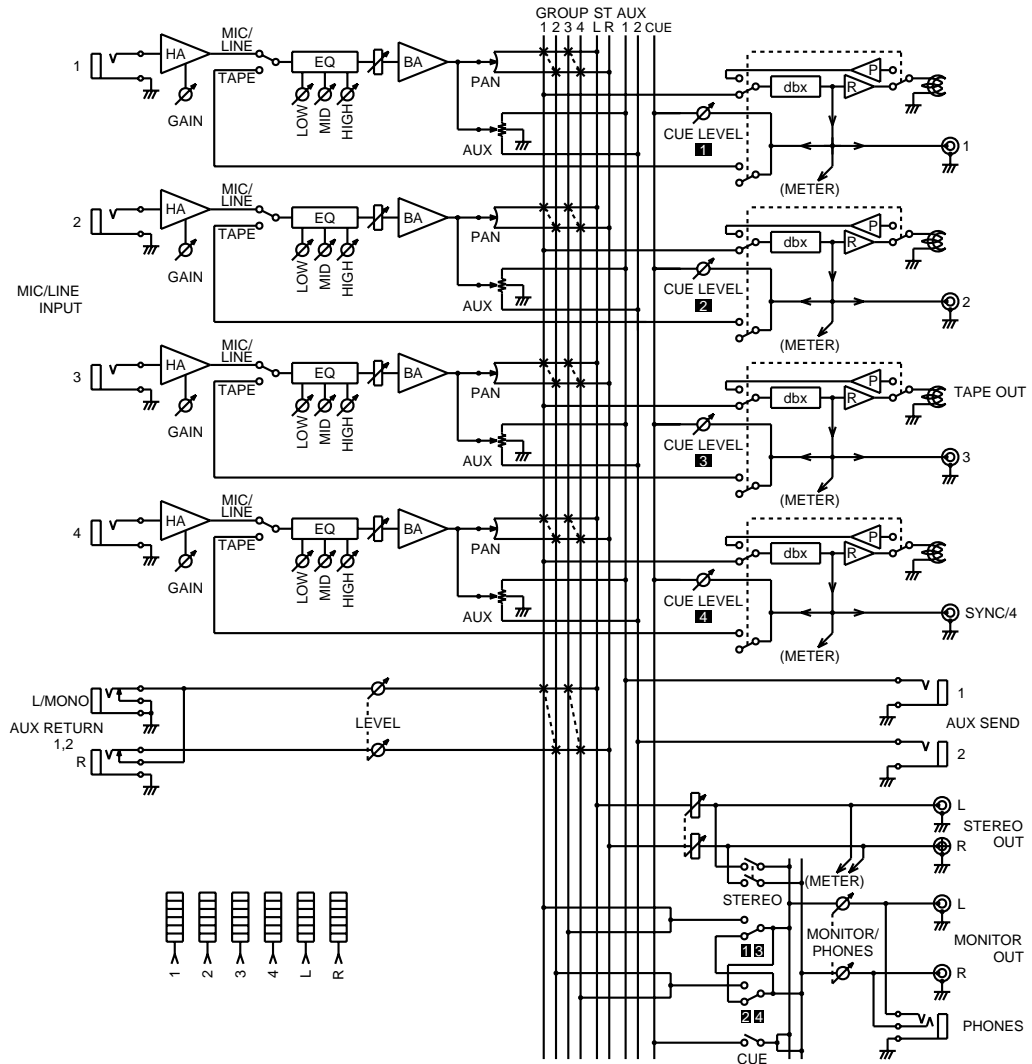 GROUP ST AUX
1 2 3 4 L R 1 2 CUE
MIC/
LINE
1
HA
EQ
BA
TAPE
PAN
GAIN
LOW
MID
HIGH
AUX
P
dbx
R
CUE LEVEL
1
1
(METER)
MIC/
LINE
2
HA
EQ
BA
TAPE
PAN
GAIN
LOW
MID
HIGH
AUX
P
dbx
R
CUE LEVEL
2
2
(METER)
MIC/LINE
INPUT
MIC/
LINE
3
HA
EQ
BA
TAPE
PAN
GAIN
LOW
MID
HIGH
AUX
P
dbx
R
TAPE OUT
CUE LEVEL
3
3
(METER)
MIC/
LINE
4
HA
EQ
BA
TAPE
PAN
GAIN
LOW
MID
HIGH
AUX
P
dbx
R
CUE LEVEL
4
SYNC/4
(METER)
L/MONO
AUX RETURN
1,2
R
LEVEL
1
AUX SEND
2
L
STEREO
OUT
R
(METER)
STEREO
L
MONITOR/
PHONES
MONITOR
OUT
R
1 3
2 4
PHONES
CUE
1
2
3
4
L
R